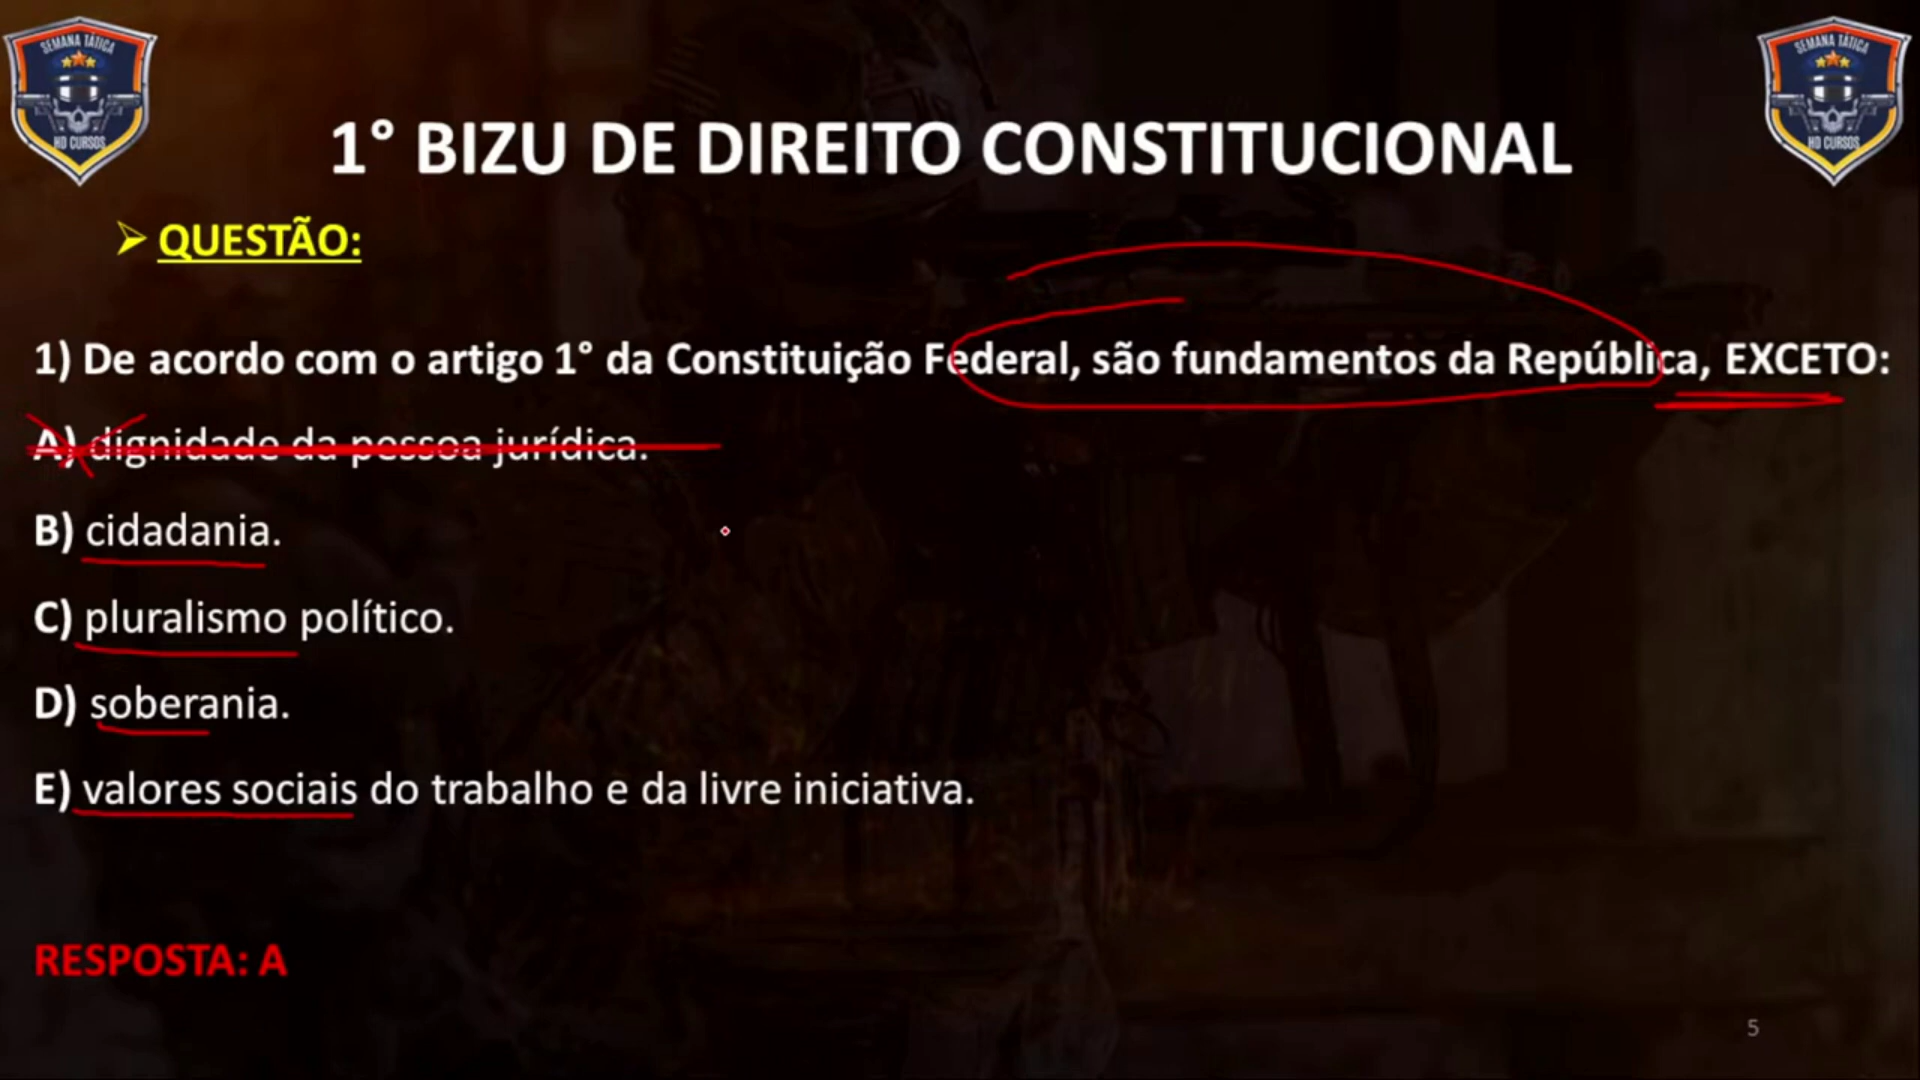 SEMANA TÁTICA
HD CURSOS
SEMANA TÁTICA
HD CURSOS
1° BIZU DE DIREITO CONSTITUCIONAL
➢ QUESTÃO:
1) De acordo com o artigo 1° da Constituição Federal, são fundamentos da República, EXCETO:
A) dignidade da pessoa jurídica.
B) cidadania.
C) pluralismo político.
D) soberania.
E) valores sociais do trabalho e da livre iniciativa.
RESPOSTA: A
5